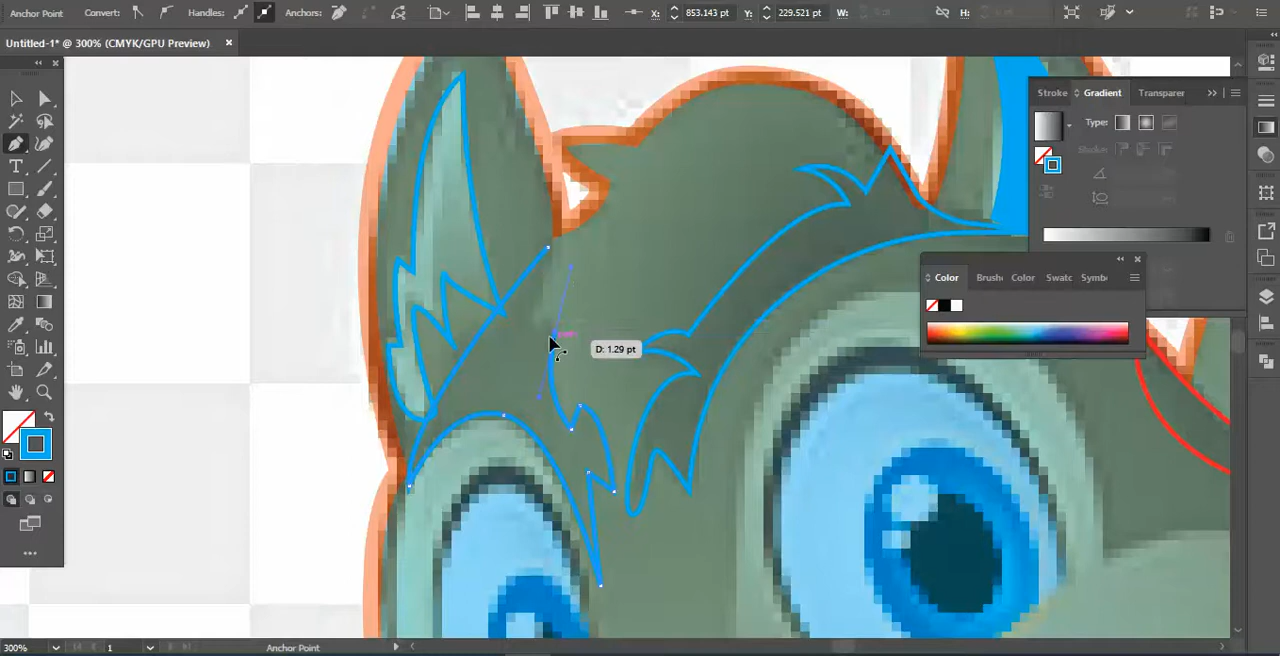 Anchor Point Convert: Handles: Anchors: X: 853.143 pt Y: 229.521 pt W: H:
Untitled-1* @ 300% (CMYK/GPU Preview) ×
Stroke Gradient Transparer
Type:
Color Brushe Color Swatc Symbo
D: 1.29 pt
300% 1 Anchor Point